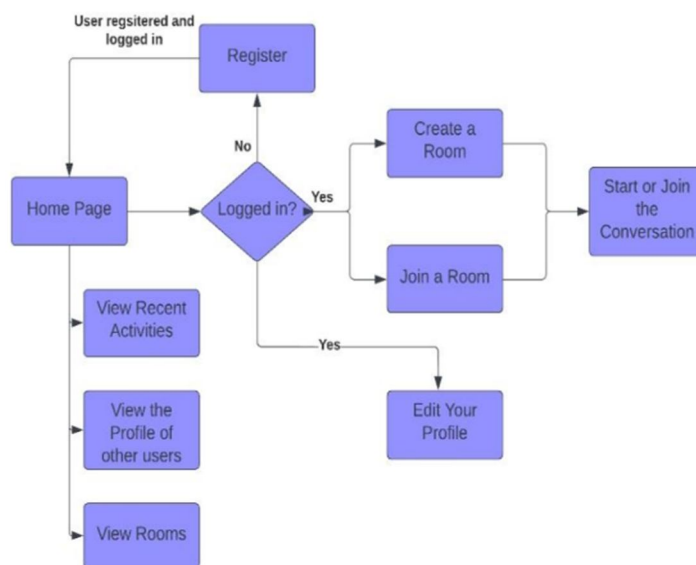 User regsitered and
logged in
Register
No
Create a
Room
Home Page
Logged in?
Yes
Start or Join
the
Conversation
Join a Room
View Recent
Activities
Yes
View the
Profile of
other users
Edit Your
Profile
View Rooms